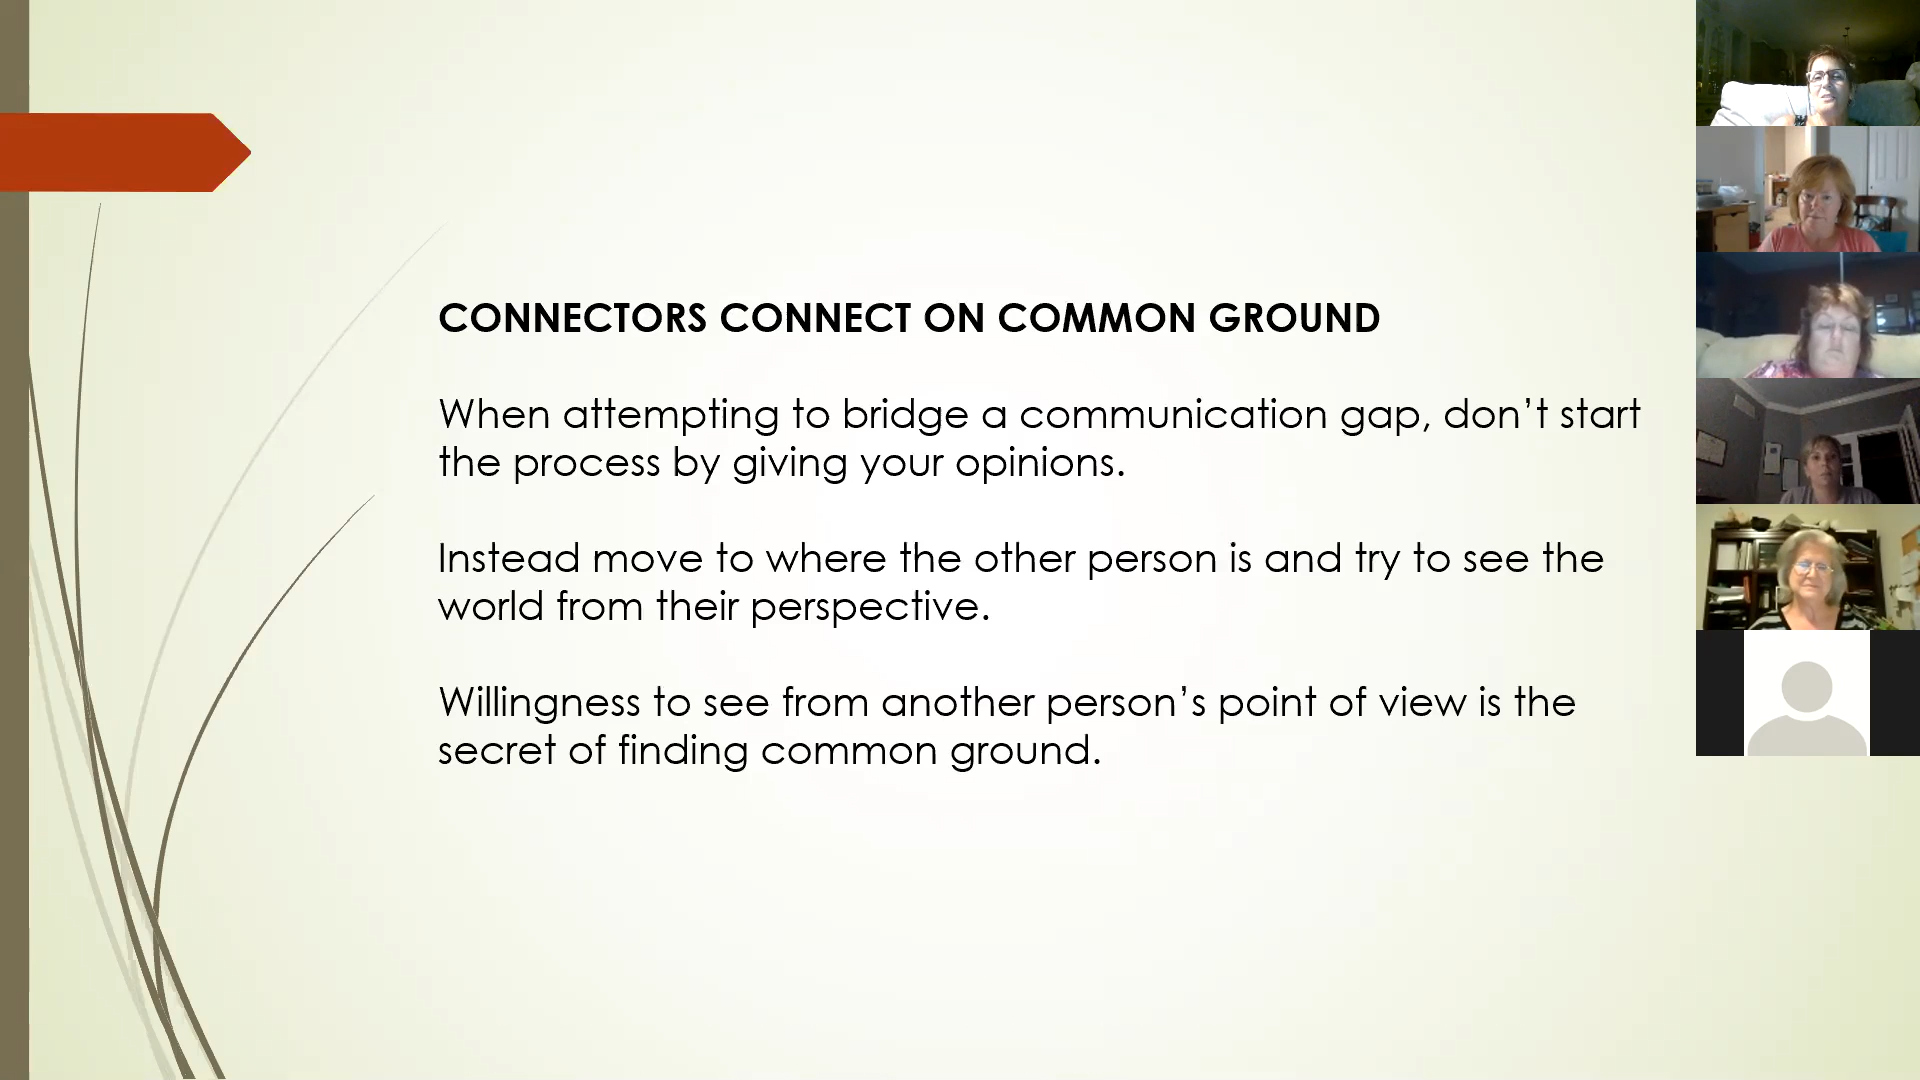 CONNECTORS CONNECT ON COMMON GROUND
When attempting to bridge a communication gap, don’t start
the process by giving your opinions.
Instead move to where the other person is and try to see the
world from their perspective.
Willingness to see from another person’s point of view is the
secret of finding common ground.